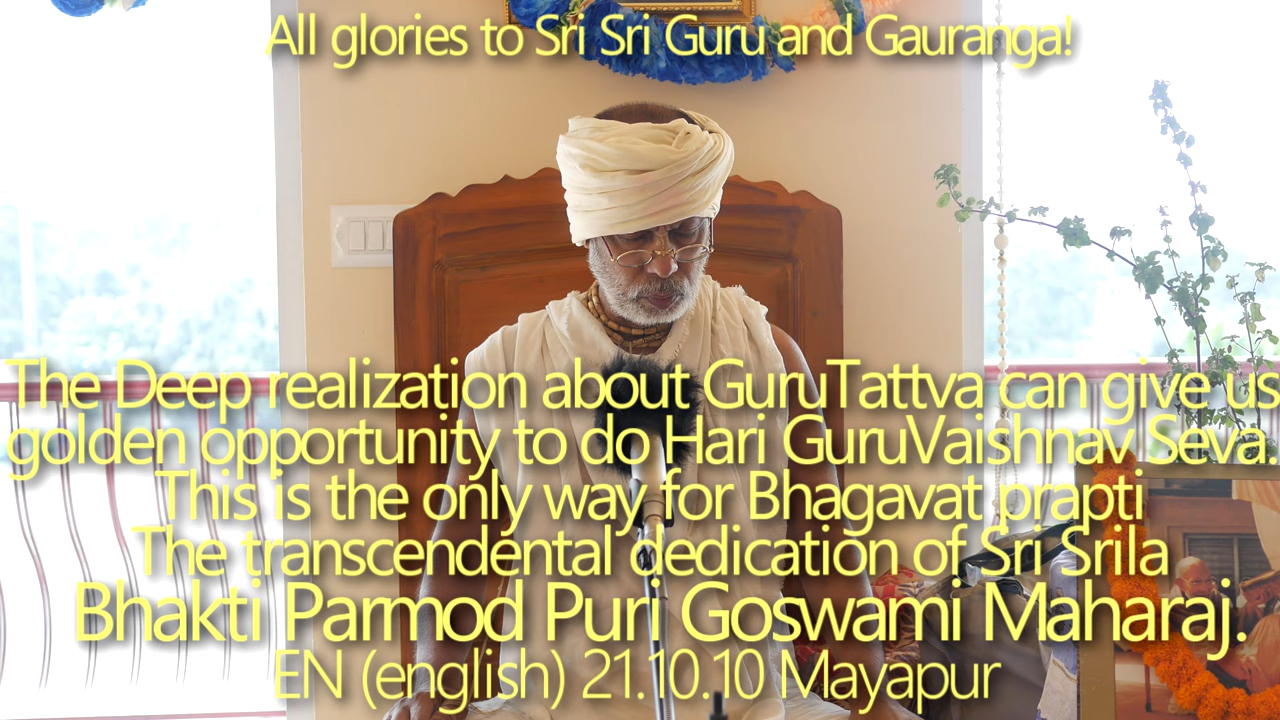 All glories to Sri Sri Guru and Gauranga!
The Deep realization about GuruTattva can give us
golden opportunity to do Hari GuruVaishnav Seva.
This is the only way for Bhagavat prapti
The transcendental dedication of Sri Srila
Bhakti Parmod Puri Goswami Maharaj.
EN (english) 21.10.10 Mayapur